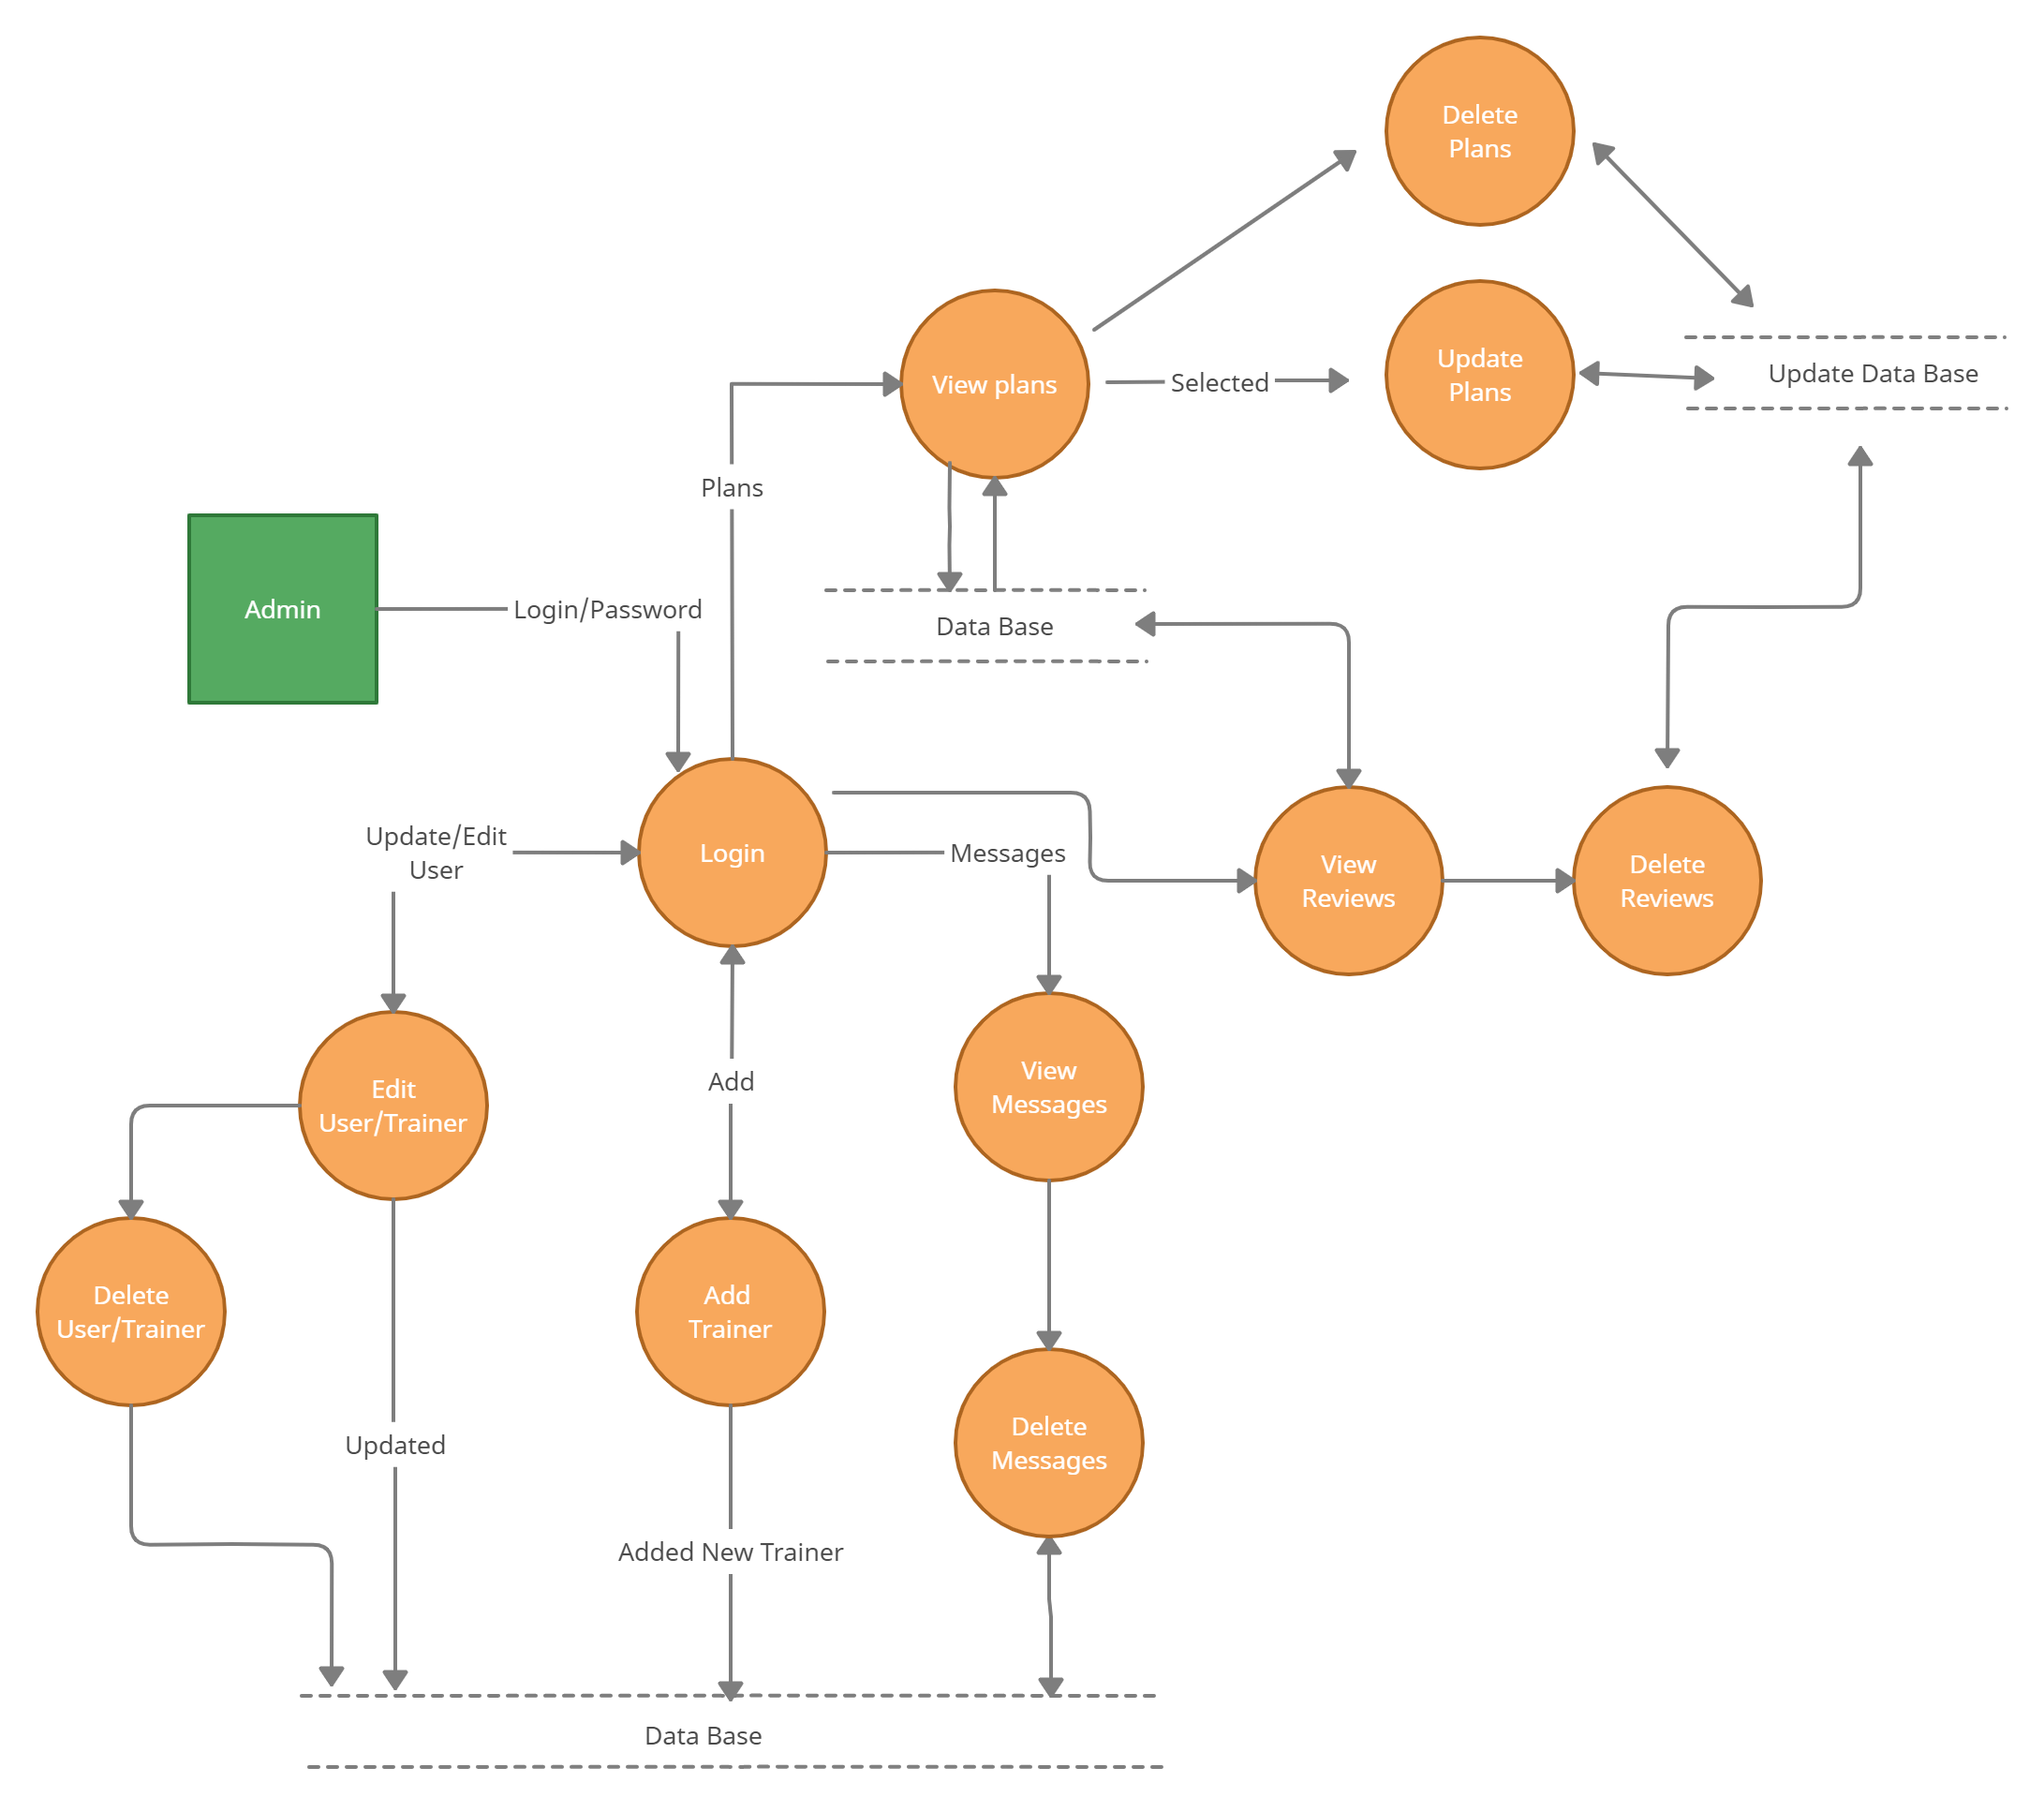 Delete
Plans
View plans
Selected
Update
Plans
Update Data Base
Plans
Admin
Login/Password
Data Base
Update/Edit
User
Login
Messages
View
Reviews
Delete
Reviews
Edit
User/Trainer
Add
View
Messages
Delete
User/Trainer
Add
Trainer
Delete
Messages
Updated
Added New Trainer
Data Base